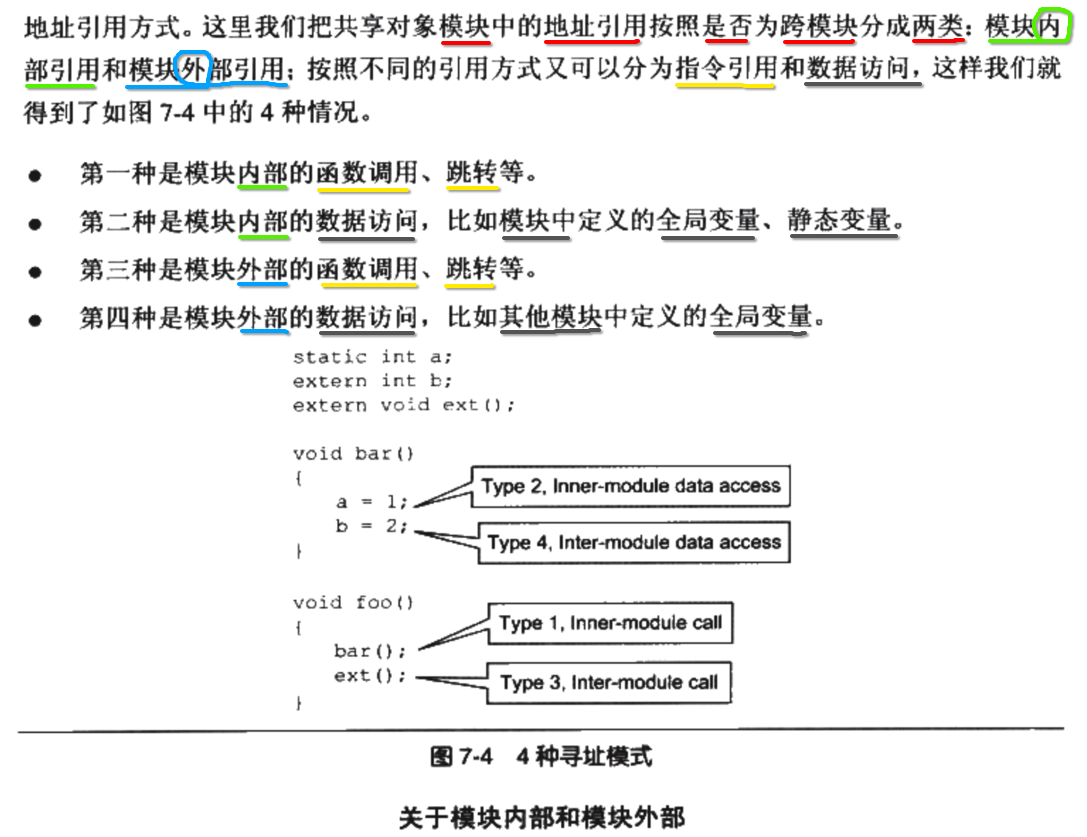 地址引用方式。这里我们把共享对象模块中的地址引用按照是否为跨模块分成两类：模块内
部引用和模块外部引用；按照不同的引用方式又可以分为指令引用和数据访问，这样我们就
得到了如图 7-4 中的 4 种情况。
● 第一种是模块内部的函数调用、跳转等。
● 第二种是模块内部的数据访问，比如模块中定义的全局变量、静态变量。
● 第三种是模块外部的函数调用、跳转等。
● 第四种是模块外部的数据访问，比如其他模块中定义的全局变量。
static int a;
extern int b;
extern void ext();
void bar()
{
a = 1;
Type 2, Inner-module data access
b = 2;
Type 4, Inter-module data access
}
void foo()
{
bar();
Type 1, Inner-module call
ext();
Type 3, Inter-module call
}
图 7-4 4 种寻址模式
关于模块内部和模块外部